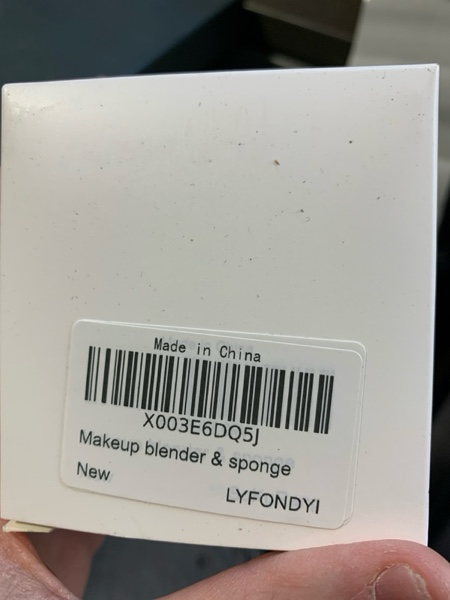 Made in China
X003E6DQ5J
Makeup blender & sponge
New
LYFONDYI